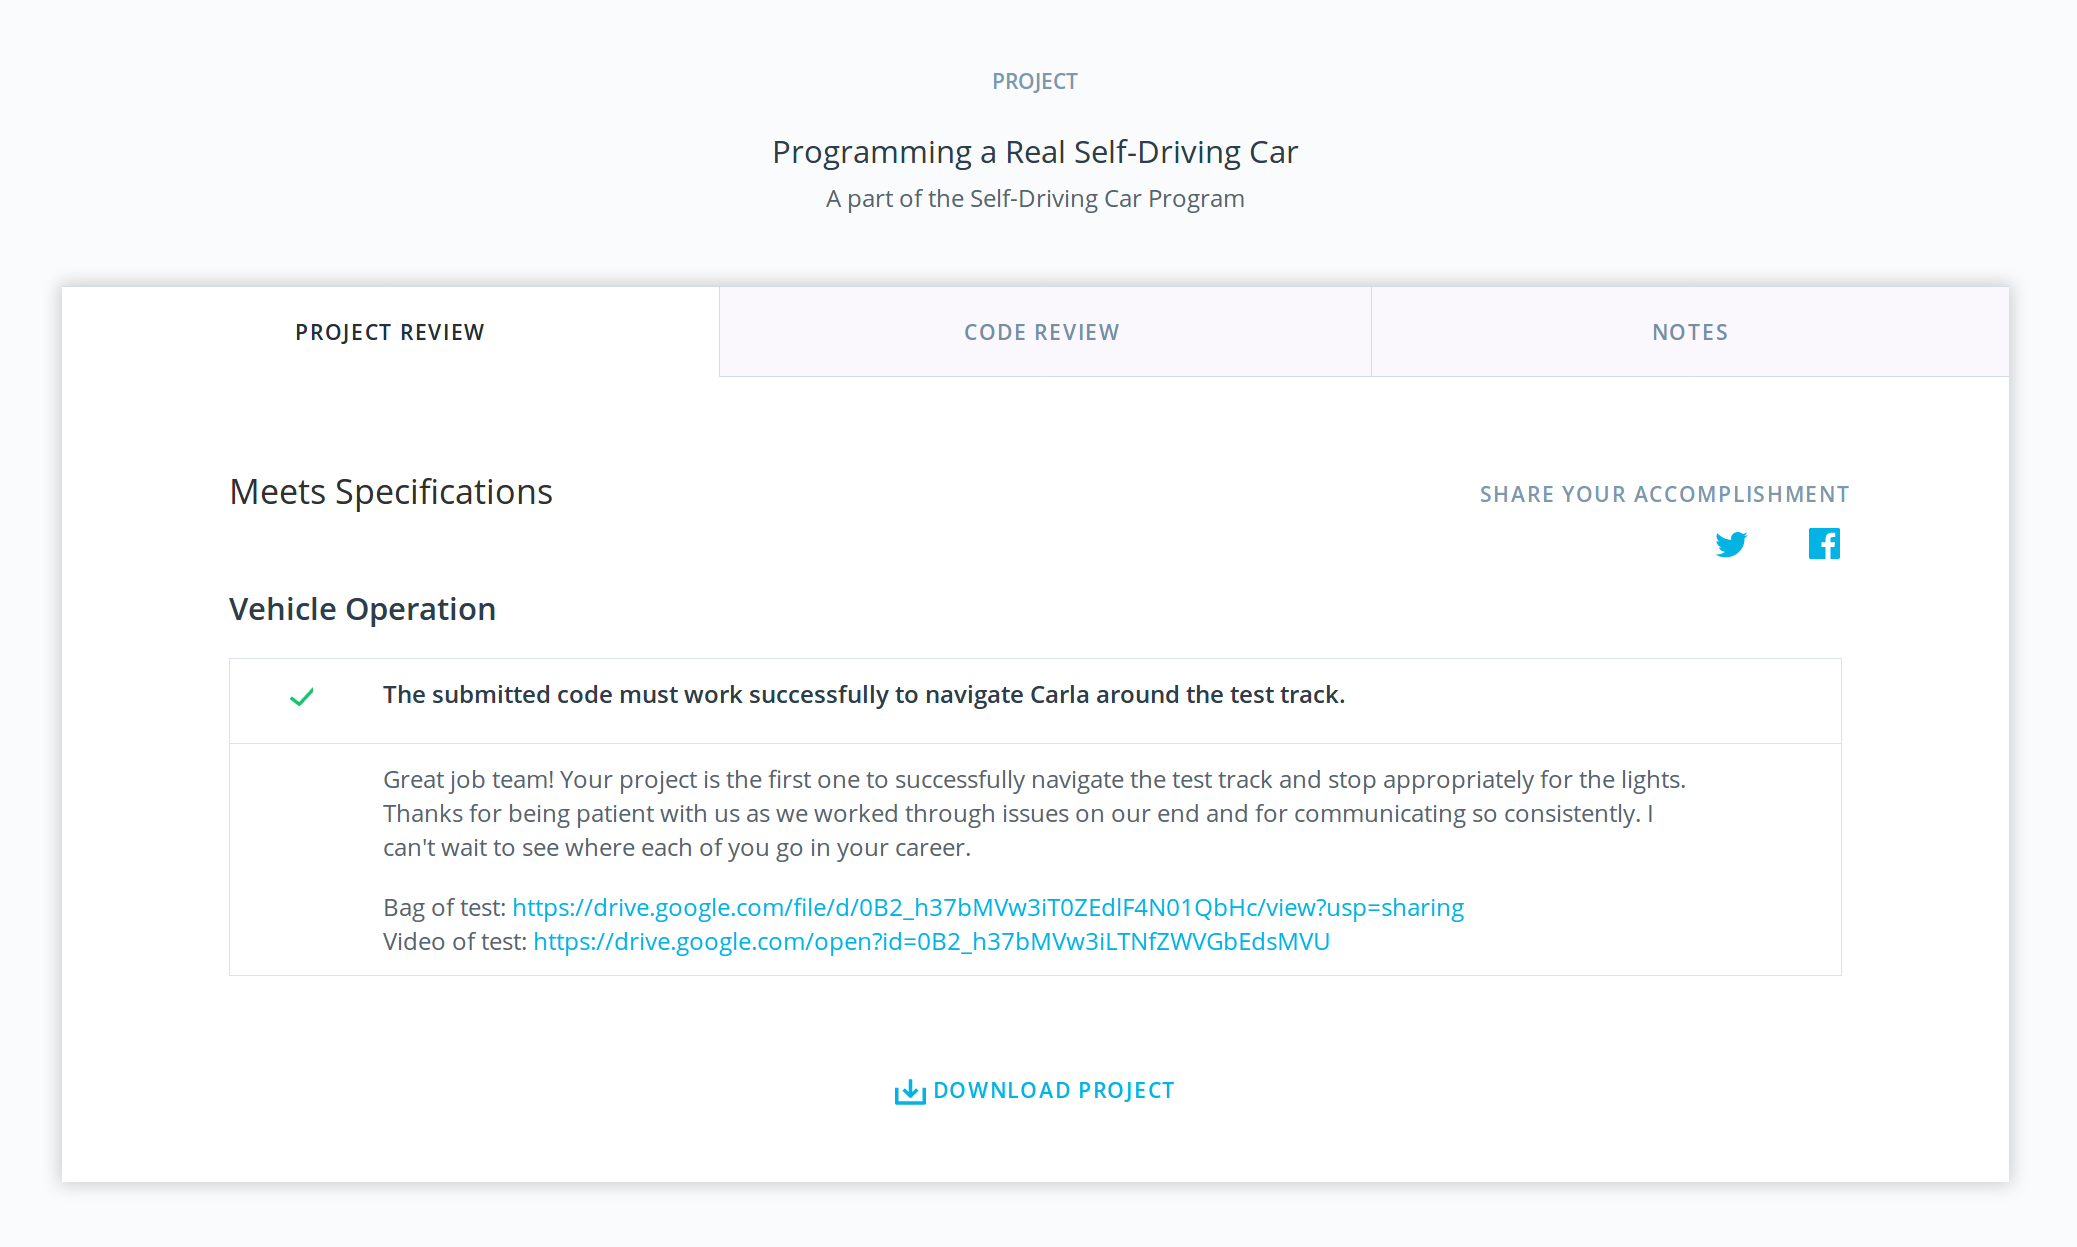 PROJECT
Programming a Real Self-Driving Car
A part of the Self-Driving Car Program
PROJECT REVIEW
CODE REVIEW
NOTES
Meets Specifications
SHARE YOUR ACCOMPLISHMENT
Vehicle Operation
The submitted code must work successfully to navigate Carla around the test track.
Great job team! Your project is the first one to successfully navigate the test track and stop appropriately for the lights.
Thanks for being patient with us as we worked through issues on our end and for communicating so consistently. I
can't wait to see where each of you go in your career.
Bag of test: https://drive.google.com/file/d/0B2_h37bMVw3iT0ZEdlF4N01QbHc/view?usp=sharing
Video of test: https://drive.google.com/open?id=0B2_h37bMVw3iLTNfZWVGbEdsMVU
DOWNLOAD PROJECT